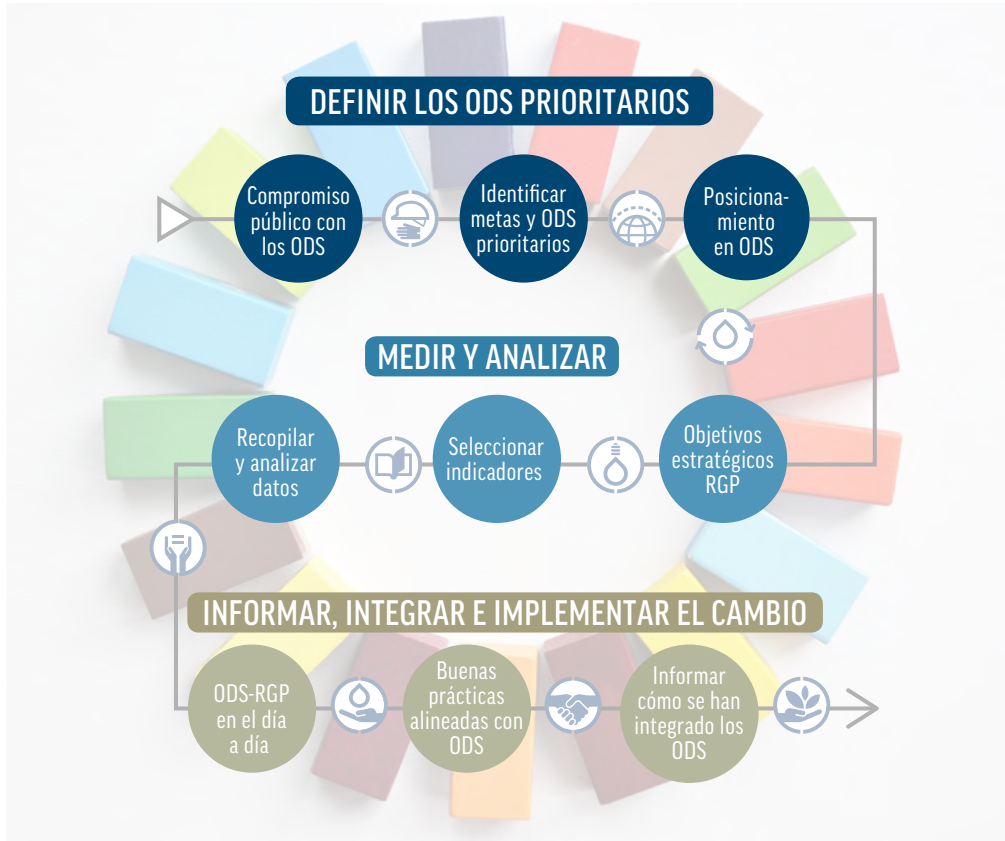 DEFINIR LOS ODS PRIORITARIOS
Compromiso
público con
los ODS
Identificar
metas y ODS
prioritarios
Posiciona-
miento
en ODS
MEDIR Y ANALIZAR
Recopilar
y analizar
datos
Seleccionar
indicadores
Objetivos
estratégicos
RGP
INFORMAR, INTEGRAR E IMPLEMENTAR EL CAMBIO
ODS-RGP
en el día
a día
Buenas
prácticas
alineadas con
ODS
Informar
cómo se han
integrado los
ODS